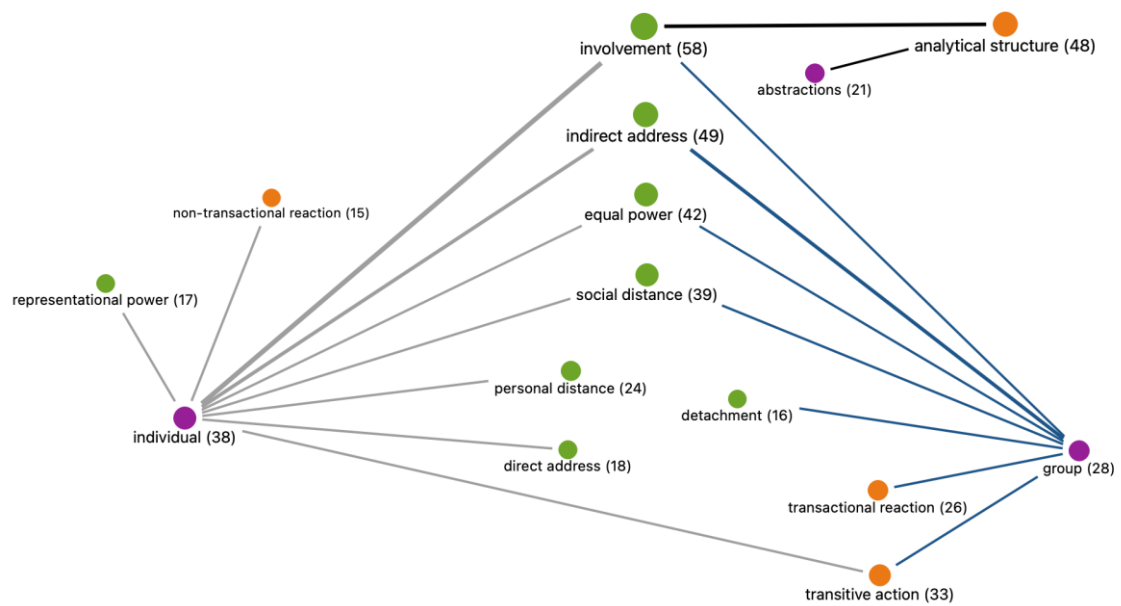 involvement (58)
analytical structure (48)
abstractions (21)
indirect address (49)
equal power (42)
non-transactional reaction (15)
social distance (39)
representational power (17)
personal distance (24)
detachment (16)
individual (38)
direct address (18)
group (28)
transactional reaction (26)
transitive action (33)